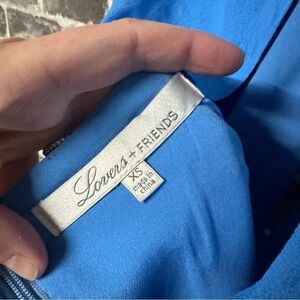 Lovers + FRIENDS
XS
made in
china